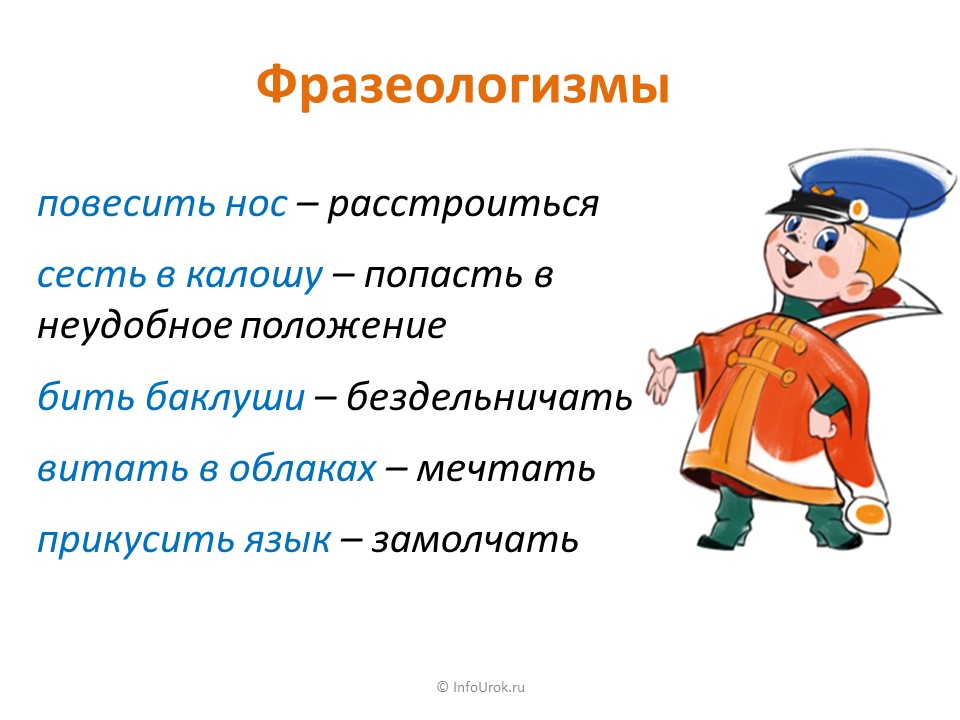 Фразеологизмы
повесить нос – расстроиться
сесть в калошу – попасть в
неудобное положение
бить баклуши – бездельничать
витать в облаках – мечтать
прикусить язык – замолчать
© InfoUrok.ru